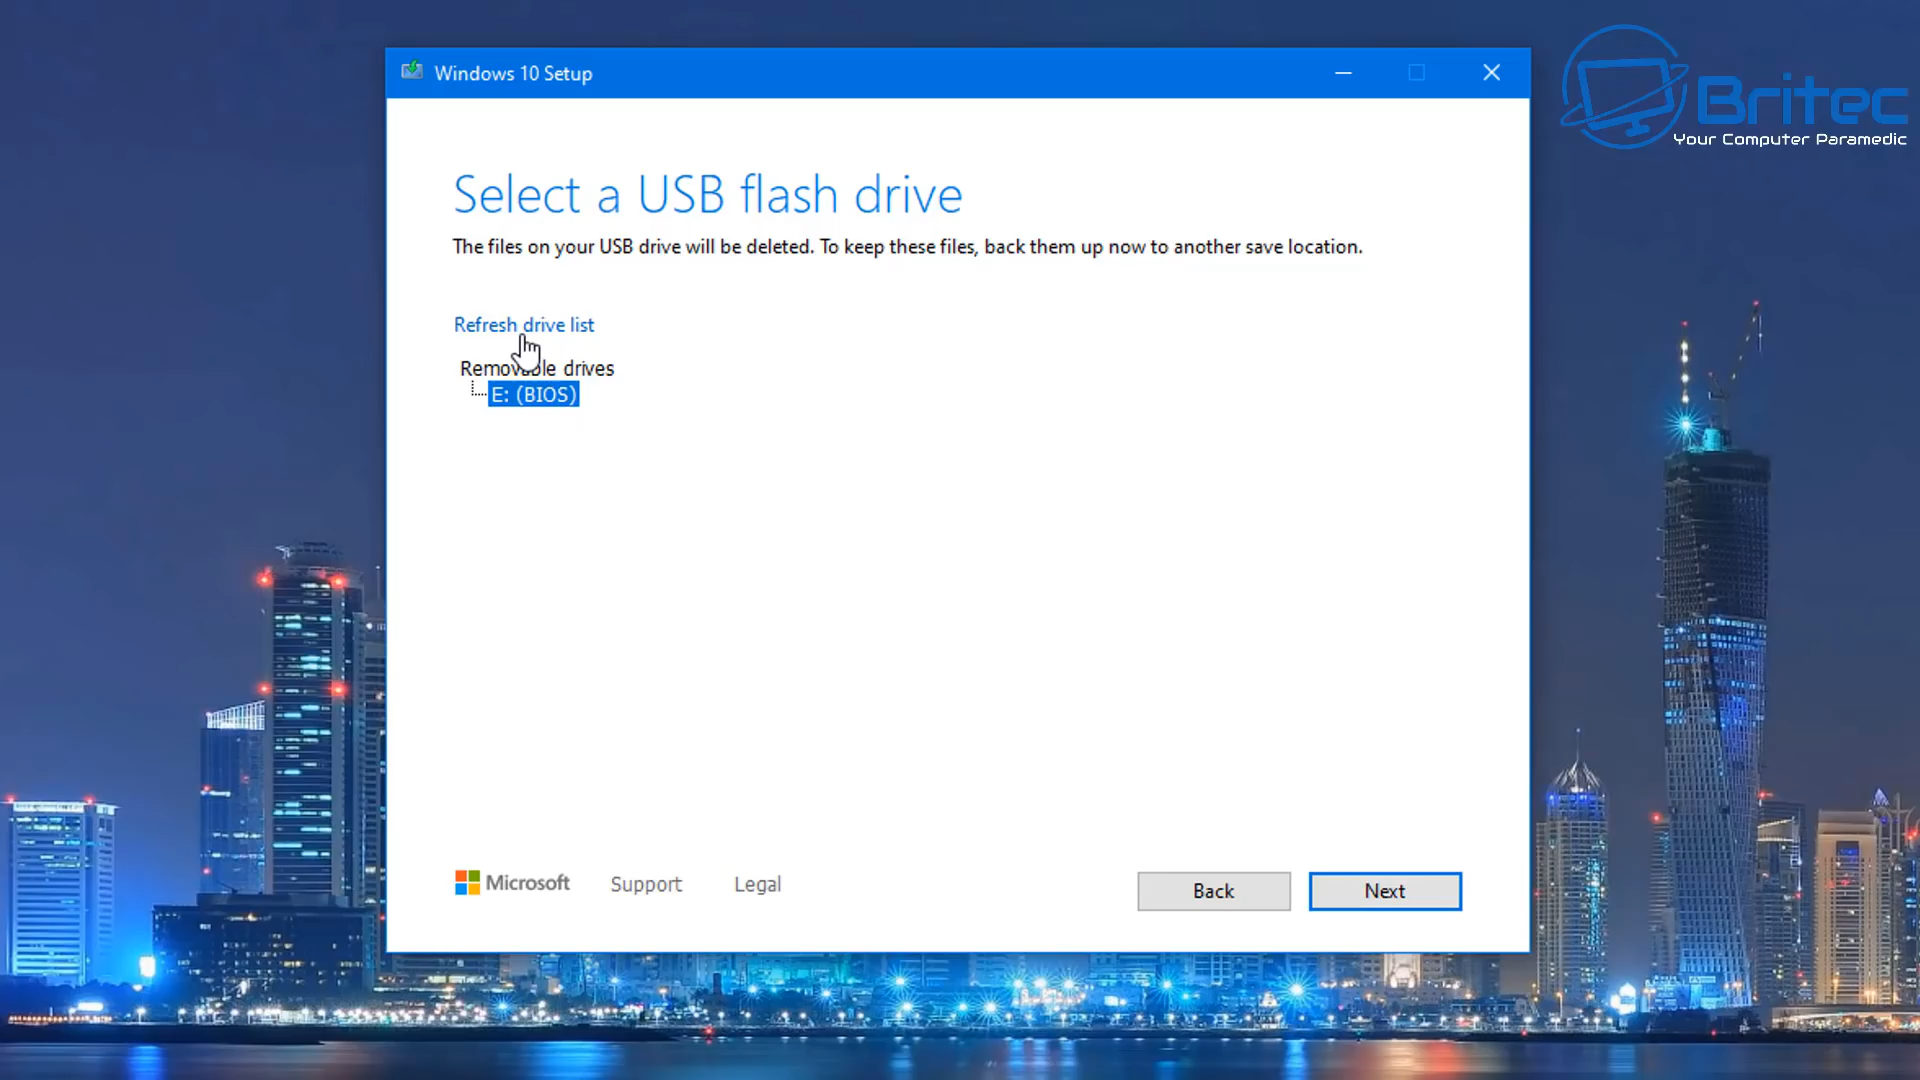 Windows 10 Setup
Britec
Your Computer Paramedic
Select a USB flash drive
The files on your USB drive will be deleted. To keep these files, back them up now to another save location.
Refresh drive list
Removable drives
E: (BIOS)
Microsoft
Support
Legal
Back
Next